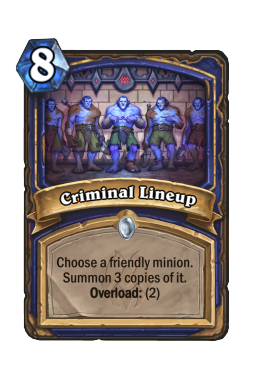 8
Criminal Lineup
Choose a friendly minion.
Summon 3 copies of it.
Overload: (2)